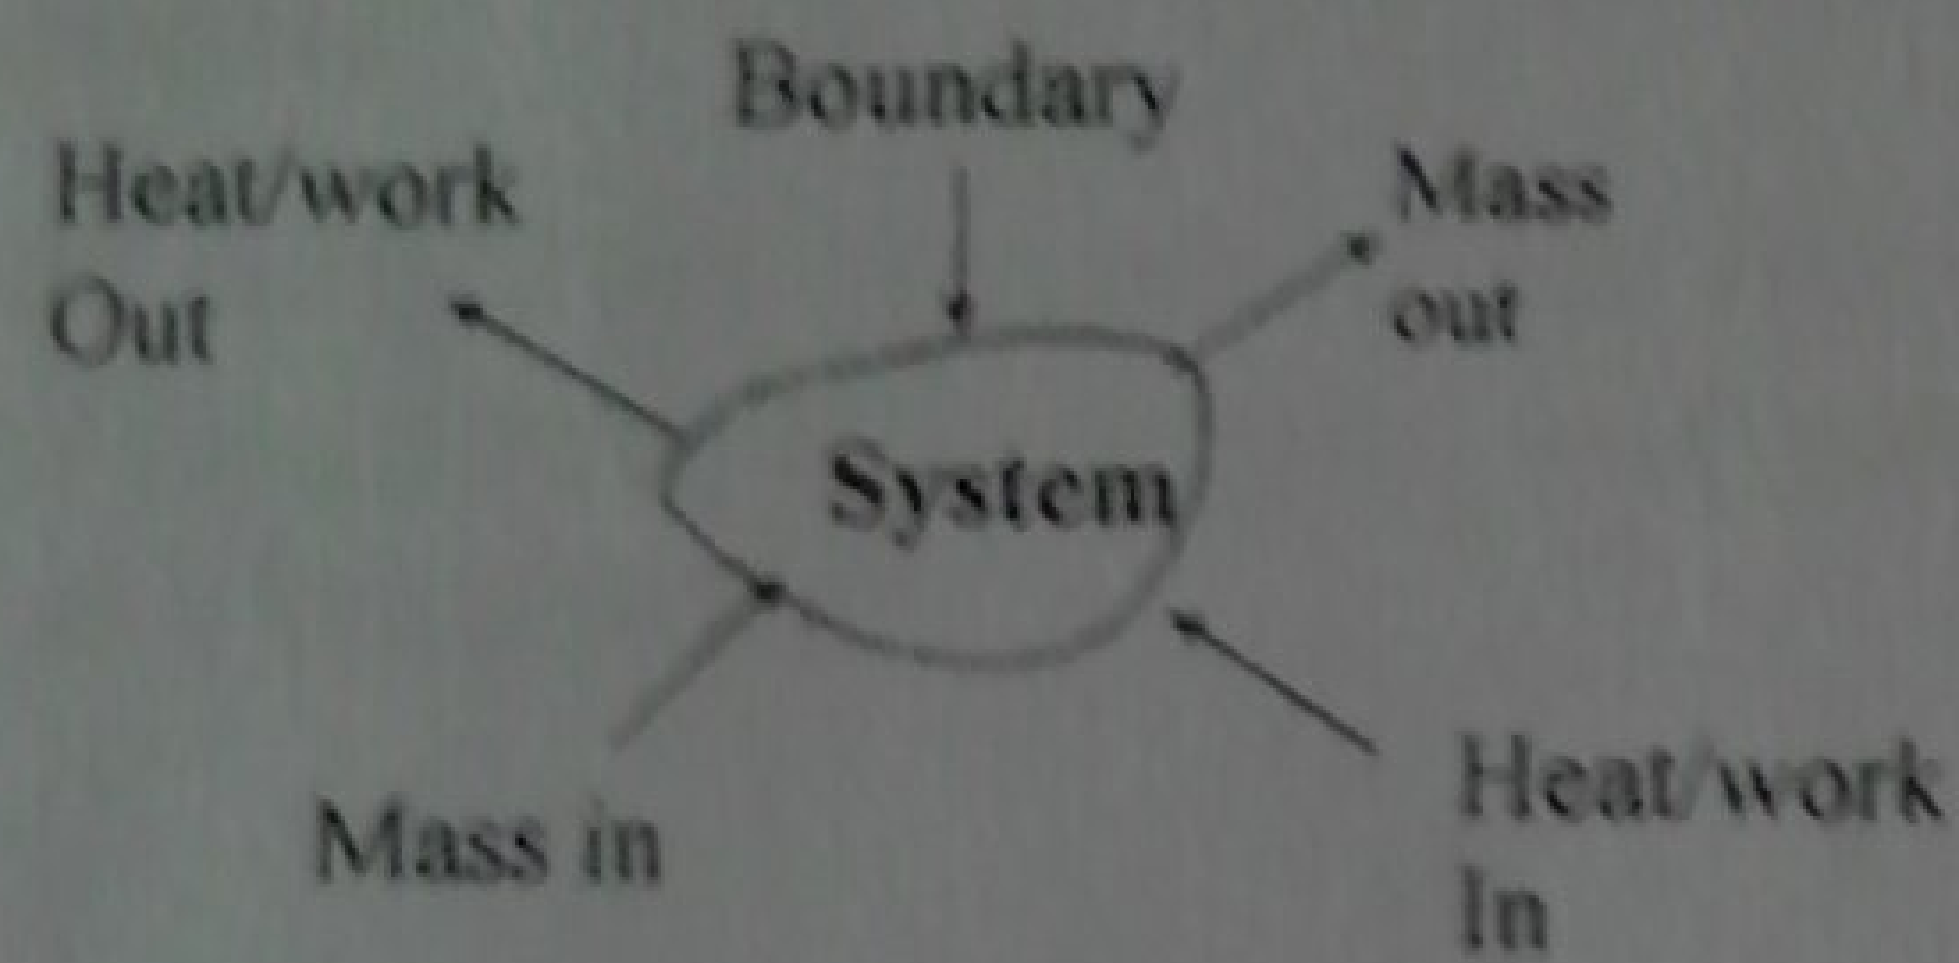 Boundary
Heat/work
Out
Mass
out
System
Mass in
Heat/work
In